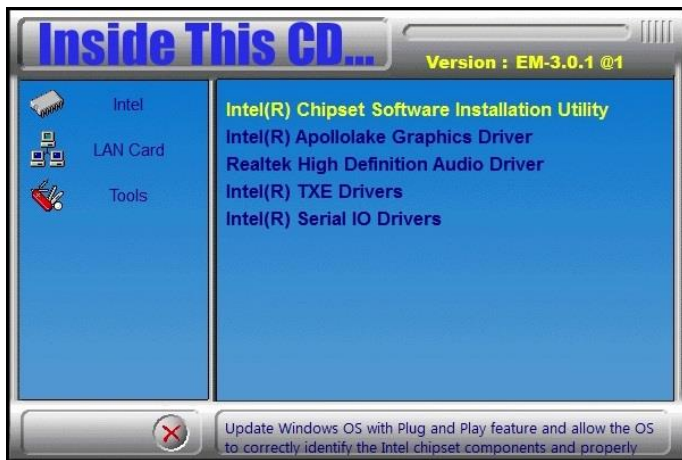 Inside This CD...
Version : EM-3.0.1 @1
Intel
LAN Card
Tools
Intel(R) Chipset Software Installation Utility
Intel(R) Apollolake Graphics Driver
Realtek High Definition Audio Driver
Intel(R) TXE Drivers
Intel(R) Serial IO Drivers
Update Windows OS with Plug and Play feature and allow the OS
to correctly identify the Intel chipset components and properly